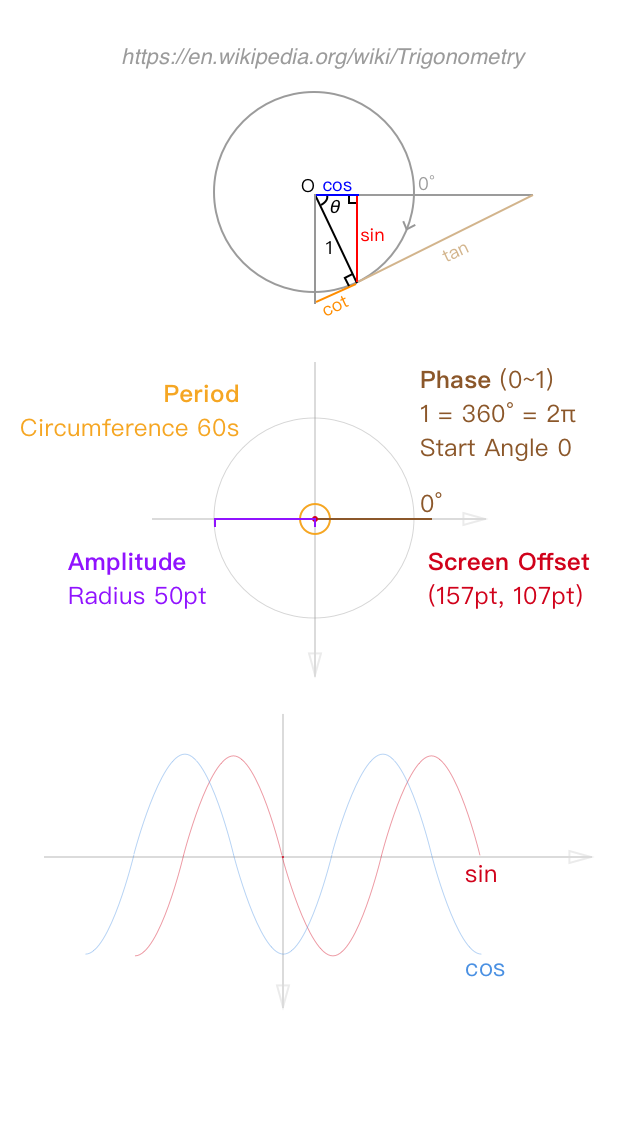 https://en.wikipedia.org/wiki/Trigonometry
O cos 0°
θ
1 sin
tan
cot
Period
Circumference 60s
Phase (0~1)
1 = 360° = 2π
Start Angle 0
0°
Amplitude
Radius 50pt
Screen Offset
(157pt, 107pt)
sin
cos